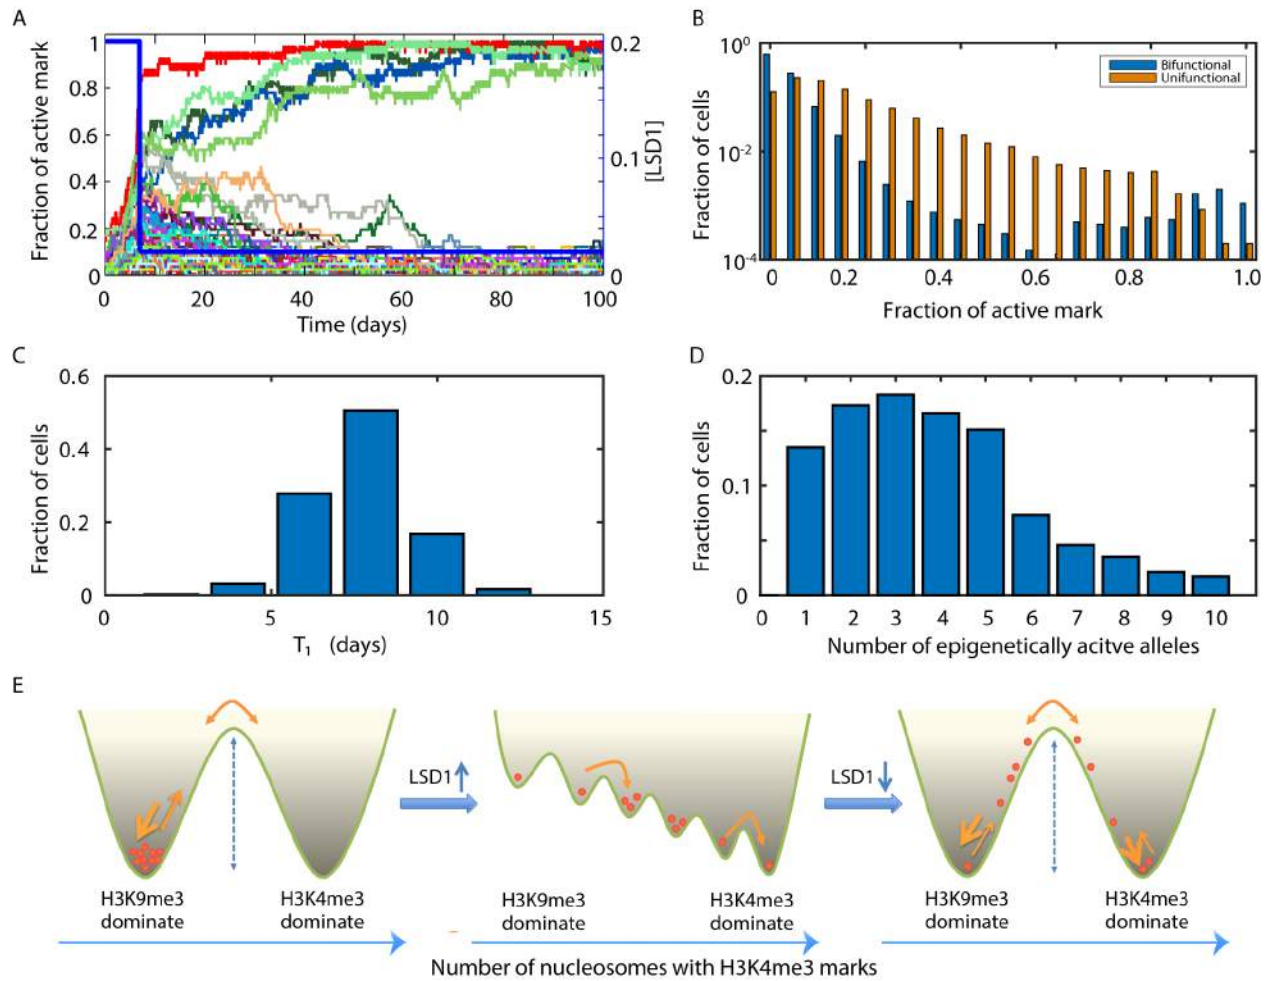 A
1
0.8
0.6
0.4
0.2
0
Fraction of active mark
0.2
0.1
0
[LSD1]
0
20
40
60
80
100
Time (days)
B
10^0
10^-2
10^-4
Fraction of cells
Bifunctional
Unifunctional
0
0.2
0.4
0.6
0.8
1.0
Fraction of active mark
C
0.6
0.4
0.2
0
Fraction of cells
0
5
10
15
T1 (days)
D
0.2
0.1
0
Fraction of cells
0
1
2
3
4
5
6
7
8
9
10
Number of epigenetically acitve alleles
E
LSD1
LSD1
H3K9me3
dominate
H3K4me3
dominate
H3K9me3
dominate
H3K4me3
dominate
H3K9me3
dominate
H3K4me3
dominate
Number of nucleosomes with H3K4me3 marks